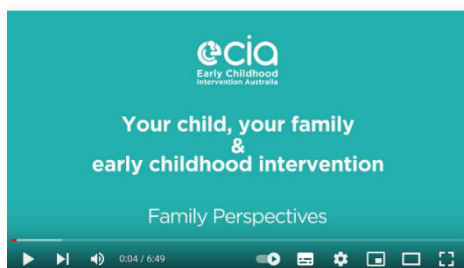 ecia
Early Childhood
Intervention Australia
Your child, your family
&
early childhood intervention
Family Perspectives
0:04 / 6:49